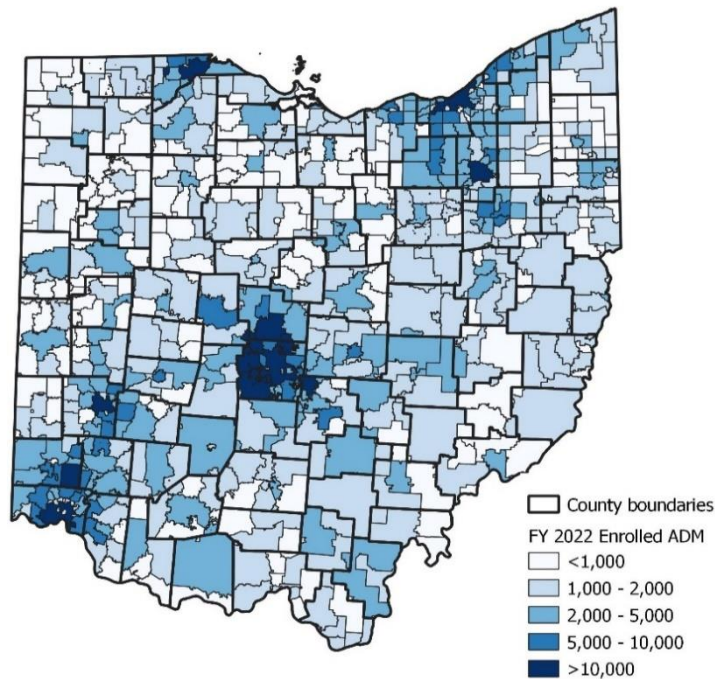 County boundaries
FY 2022 Enrolled ADM
<1,000
1,000 - 2,000
2,000 - 5,000
5,000 - 10,000
>10,000